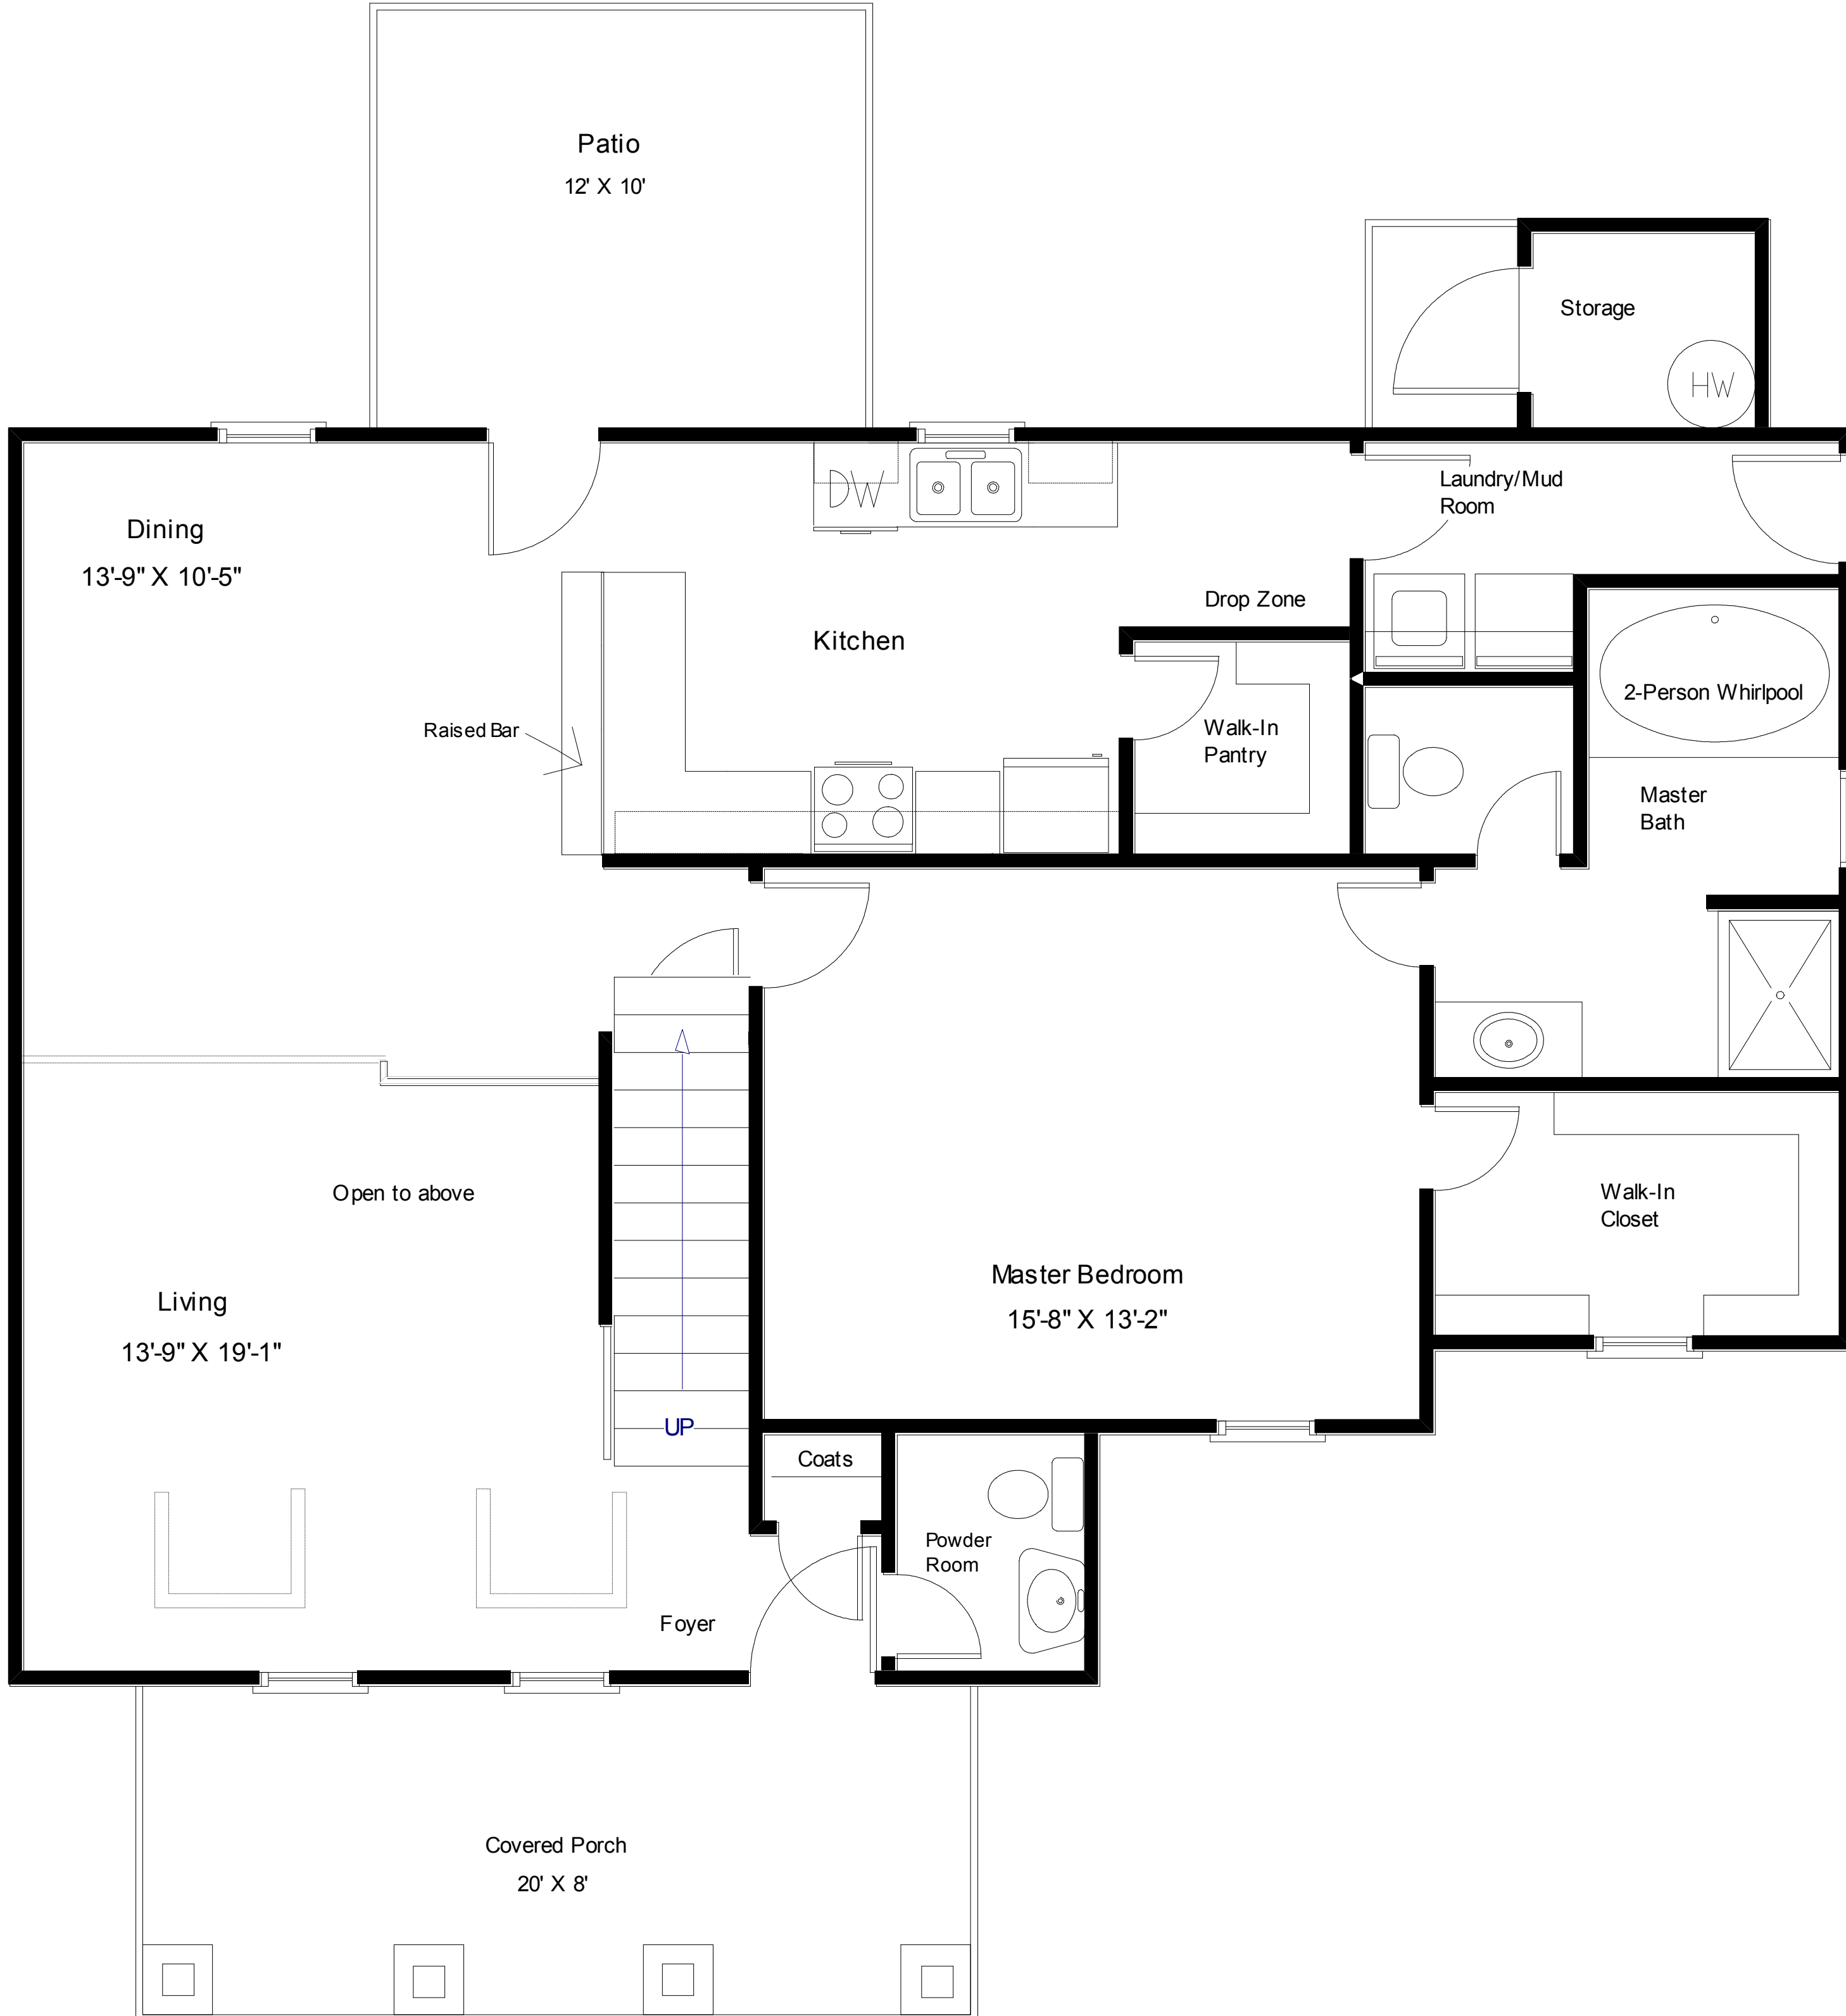 Patio
12' X 10'
Storage
HW
Dining
13'-9" X 10'-5"
DW
Laundry/Mud
Room
Drop Zone
Kitchen
Raised Bar
Walk-In
Pantry
2-Person Whirlpool
Master
Bath
Open to above
Walk-In
Closet
Living
13'-9" X 19'-1"
Master Bedroom
15'-8" X 13'-2"
UP
Coats
Powder
Room
Foyer
Covered Porch
20' X 8'